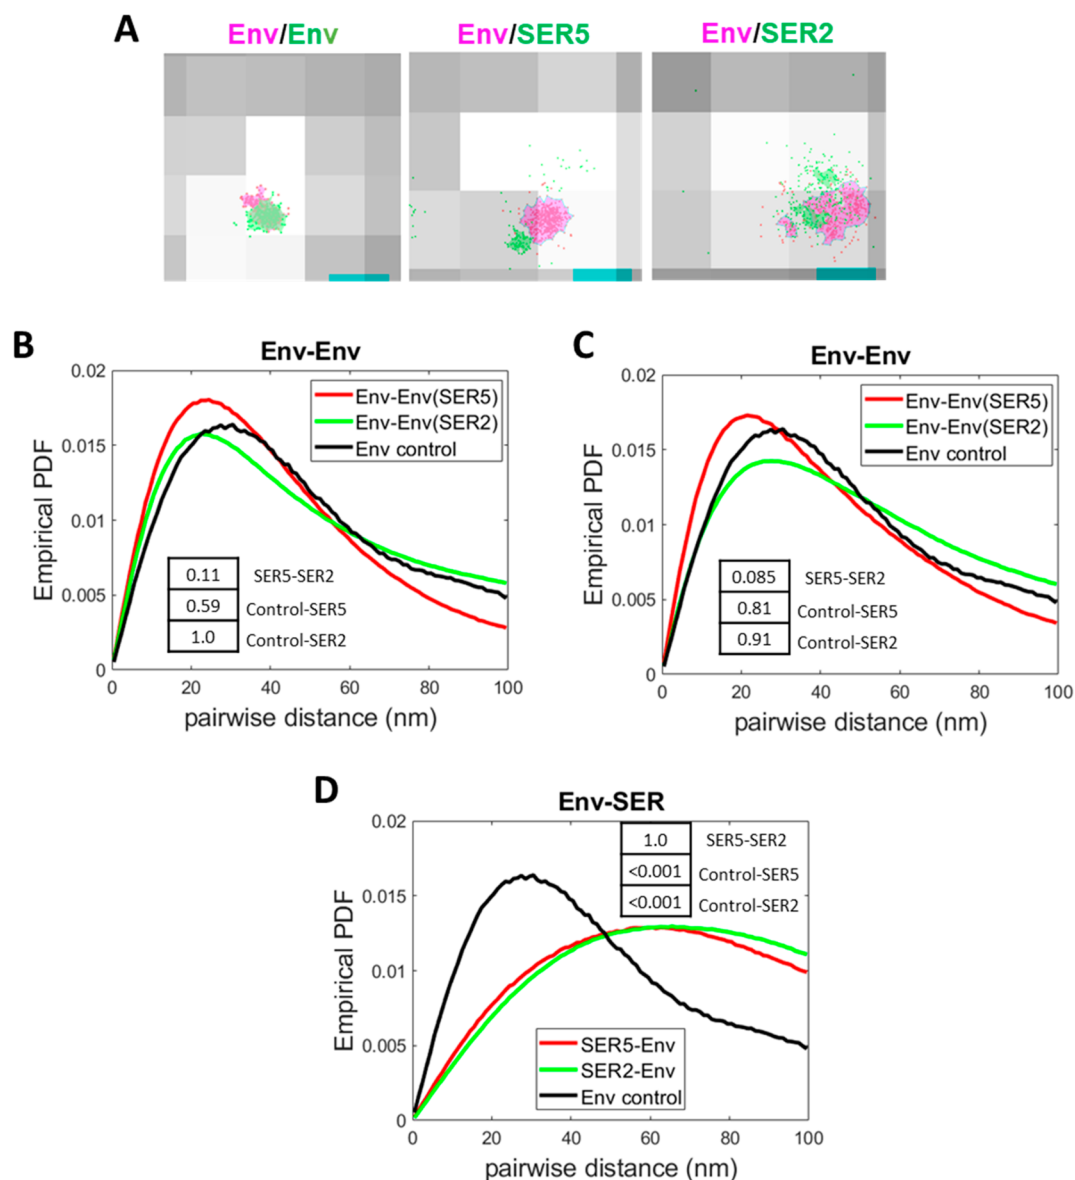 A
Env/Env
Env/SER5
Env/SER2
B
Env-Env
0.02
0.015
0.01
0.005
0
Empirical PDF
Env-Env(SER5)
Env-Env(SER2)
Env control
0.11 SER5-SER2
0.59 Control-SER5
1.0 Control-SER2
0 20 40 60 80 100
pairwise distance (nm)
C
Env-Env
0.02
0.015
0.01
0.005
0
Empirical PDF
Env-Env(SER5)
Env-Env(SER2)
Env control
0.085 SER5-SER2
0.81 Control-SER5
0.91 Control-SER2
0 20 40 60 80 100
pairwise distance (nm)
D
Env-SER
0.02
0.015
0.01
0.005
0
Empirical PDF
1.0 SER5-SER2
<0.001 Control-SER5
<0.001 Control-SER2
SER5-Env
SER2-Env
Env control
0 20 40 60 80 100
pairwise distance (nm)